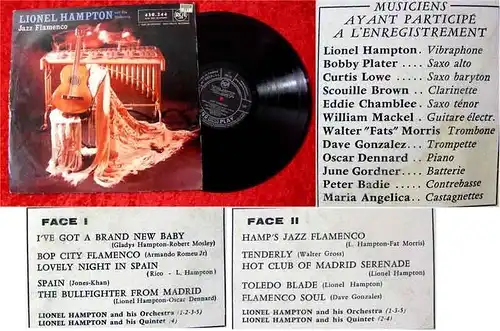 LIONEL HAMPTON and his Orchestra
Jazz Flamenco
430.244
RCA
MUSICIENS
AYANT PARTICIPÉ
A L'ENREGISTREMENT
Lionel Hampton. Vibraphone
Bobby Plater .... Saxo alto
Curtis Lowe ... Saxo baryton
Scouille Brown .. Clarinette
Eddie Chamblee. Saxo ténor
William Mackel. Guitare électr.
Walter "Fats" Morris Trombone
Dave Gonzalez... Trompette
Oscar Dennard .. Piano
June Gordner.... Batterie
Peter Badie ..... Contrebasse
Maria Angelica.. Castagnettes
FACE I
I'VE GOT A BRAND NEW BABY
(Gladys Hampton-Robert Mosley)
BOP CITY FLAMENCO (Armando Romeu Jr)
LOVELY NIGHT IN SPAIN
(Rico - L. Hampton)
SPAIN (Jones-Khan)
THE BULLFIGHTER FROM MADRID
(Lionel Hampton-Oscar Dennard)
LIONEL HAMPTON and his Orchestra (1-2-3-5)
LIONEL HAMPTON and his Quintet (4)
FACE II
HAMP'S JAZZ FLAMENCO
(L. Hampton-Fat Morris)
TENDERLY (Walter Gross)
HOT CLUB OF MADRID SERENADE
(Lionel Hampton)
TOLEDO BLADE (Lionel Hampton)
FLAMENCO SOUL (Dave Gonzales)
LIONEL HAMPTON and his Orchestra (1-3-5)
LIONEL HAMPTON and his Quintet (2-4)